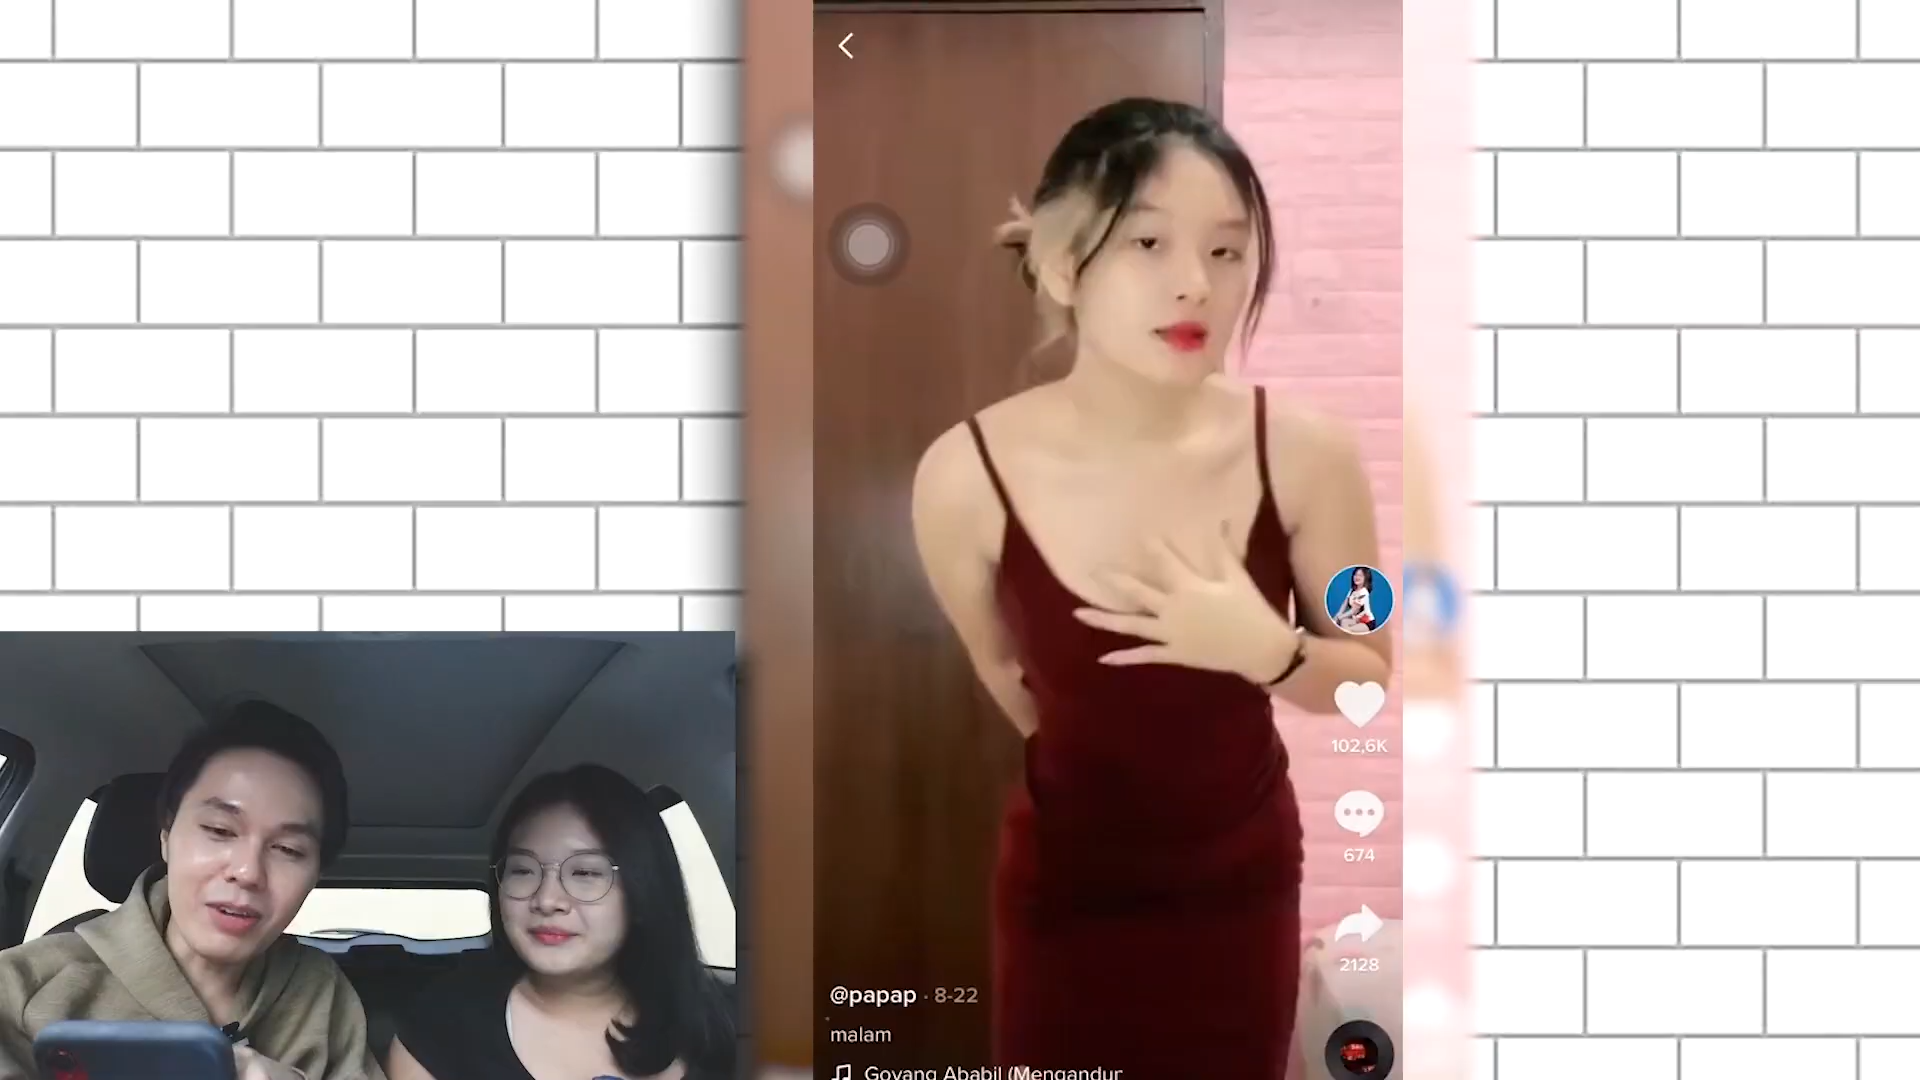 102,6K
674
2128
@papap · 8-22
malam
Goyang Ababil (Mengandur